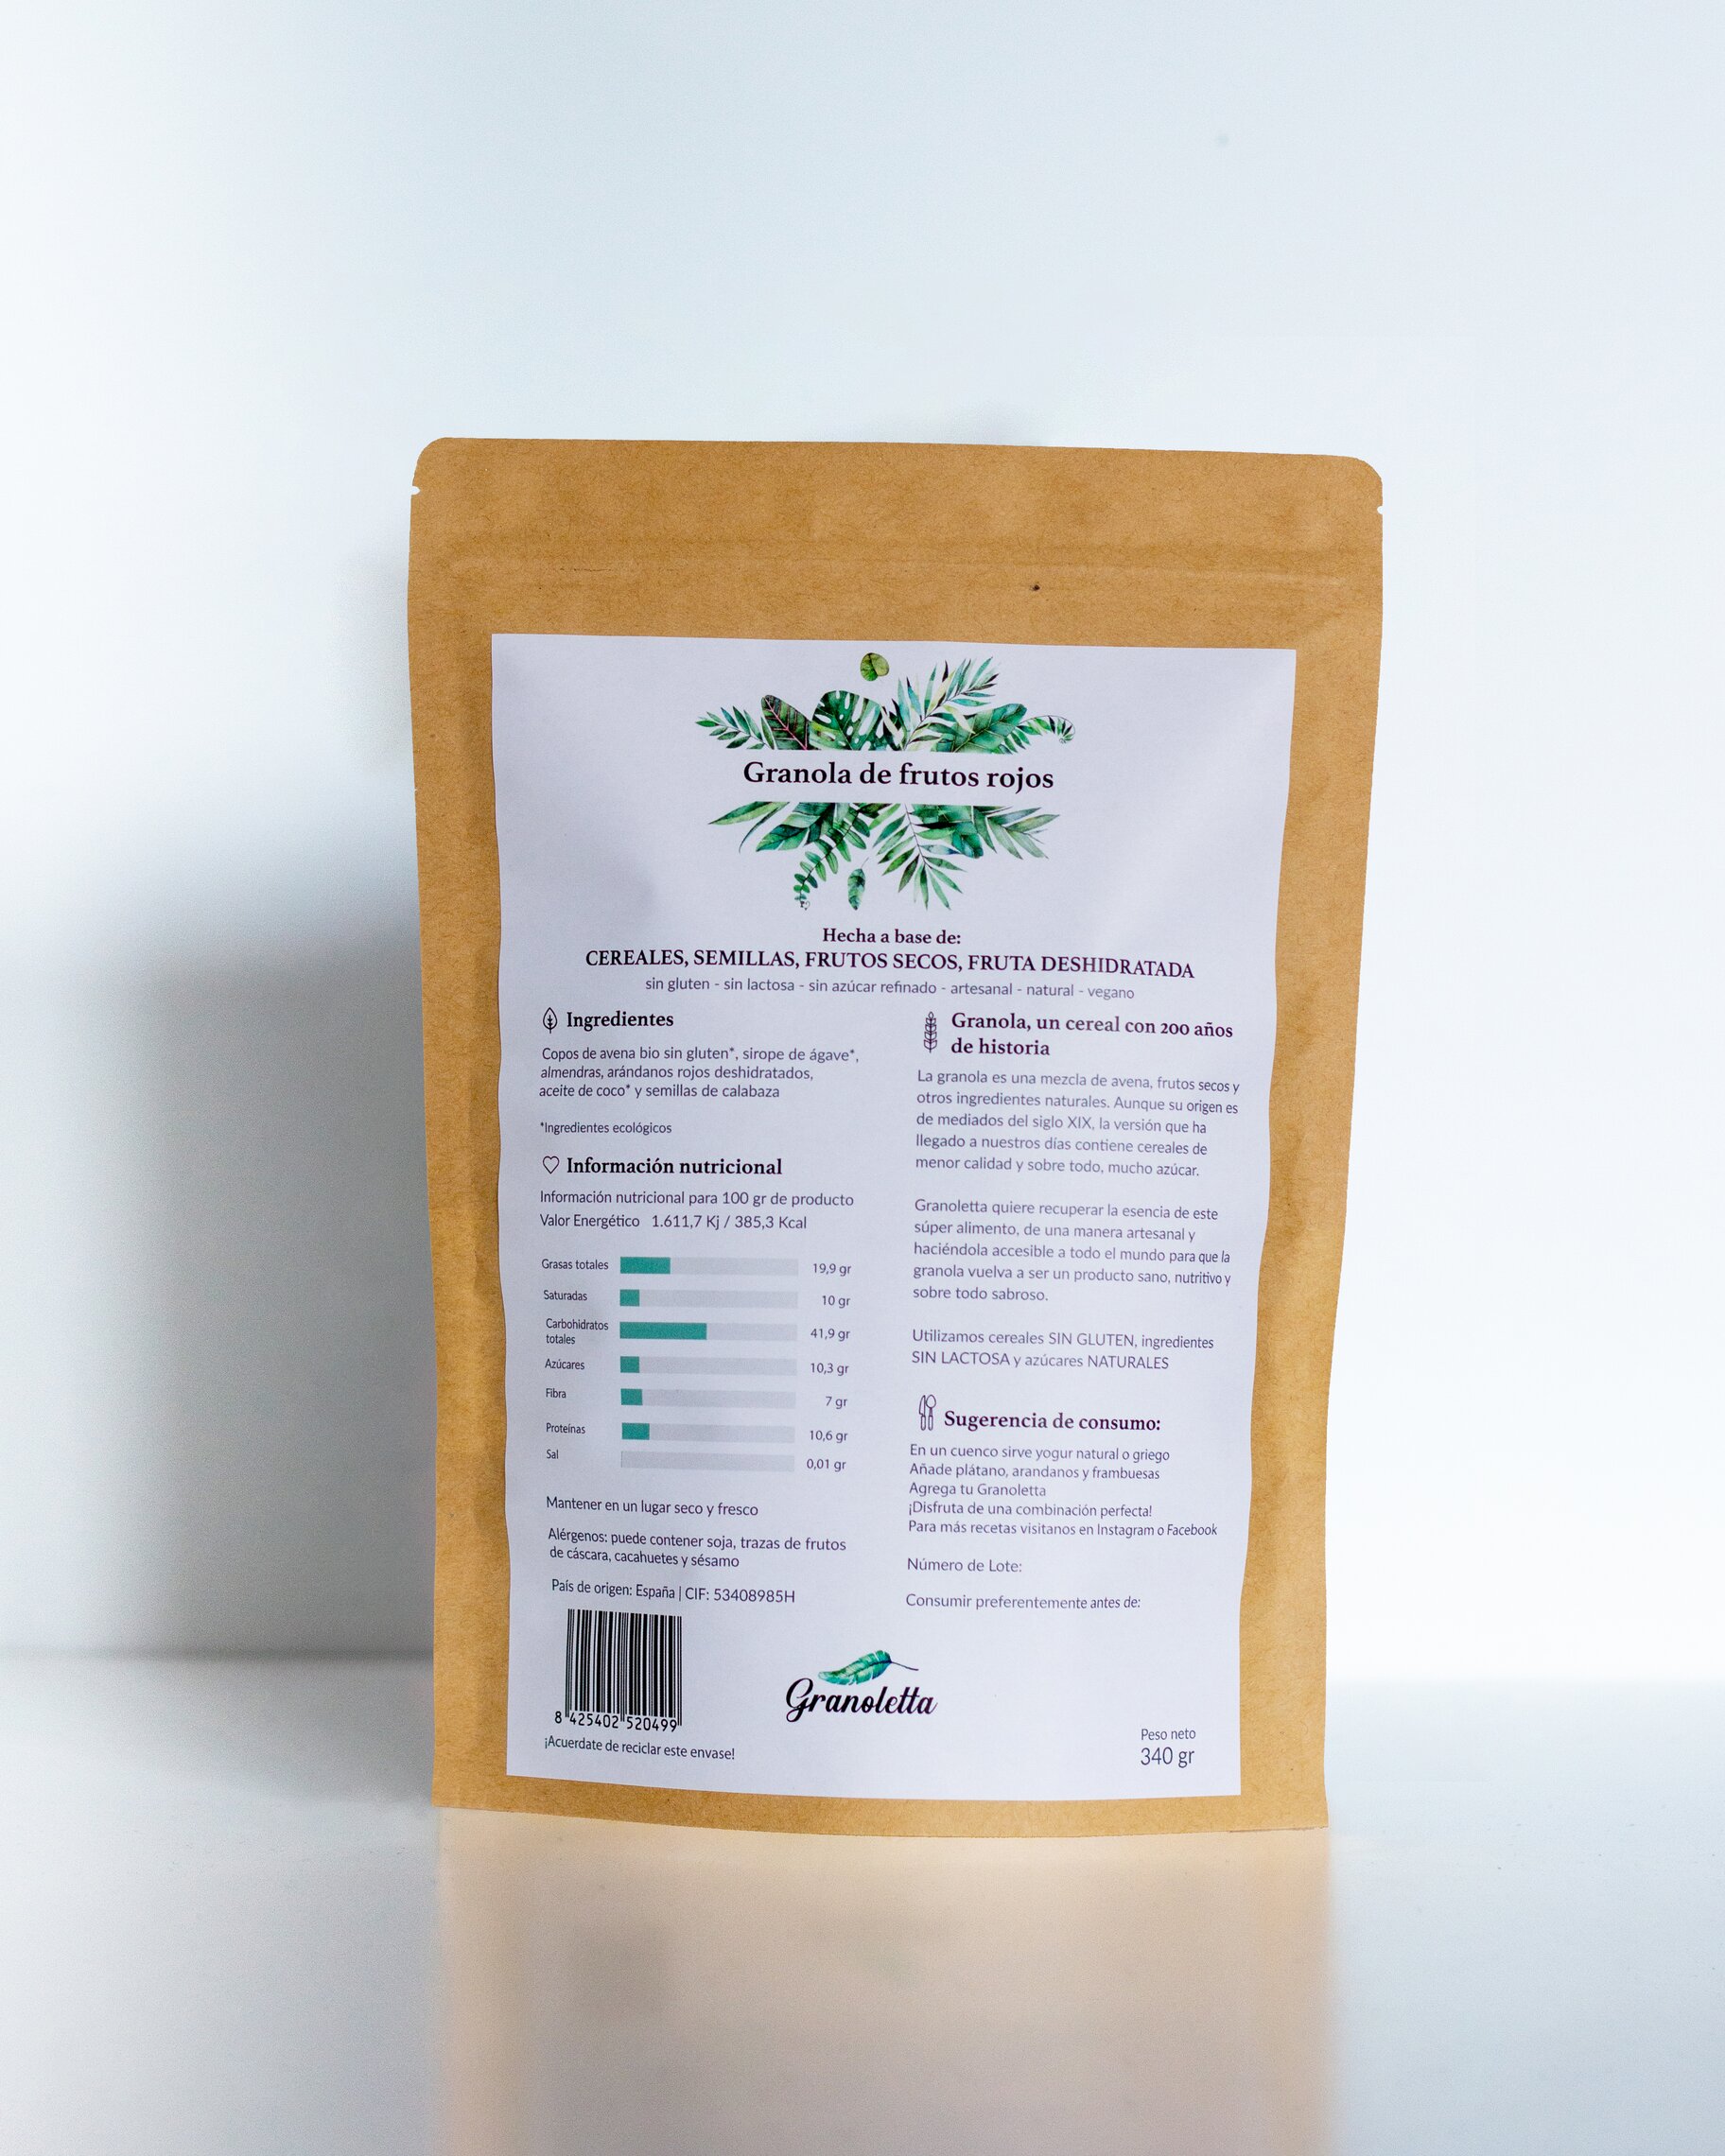 Granola de frutos rojos
Hecha a base de:
CEREALES, SEMILLAS, FRUTOS SECOS, FRUTA DESHIDRATADA
sin gluten - sin lactosa - sin azúcar refinado - artesanal - natural - vegano
Ingredientes
Copos de avena bio sin gluten*, sirope de ágave*,
almendras, arándanos rojos deshidratados,
aceite de coco* y semillas de calabaza
*Ingredientes ecológicos
Información nutricional
Información nutricional para 100 gr de producto
Valor Energético 1.611,7 Kj / 385,3 Kcal
Grasas totales 19,9 gr
Saturadas 10 gr
Carbohidratos
totales 41,9 gr
Azúcares 10,3 gr
Fibra 7 gr
Proteínas 10,6 gr
Sal 0,01 gr
Mantener en un lugar seco y fresco
Alérgenos: puede contener soja, trazas de frutos
de cáscara, cacahuetes y sésamo
País de origen: España | CIF: 53408985H
8 425402 520499
¡Acuerdate de reciclar este envase!
Granola, un cereal con 200 años
de historia
La granola es una mezcla de avena, frutos secos y
otros ingredientes naturales. Aunque su origen es
de mediados del siglo XIX, la versión que ha
llegado a nuestros días contiene cereales de
menor calidad y sobre todo, mucho azúcar.
Granoletta quiere recuperar la esencia de este
súper alimento, de una manera artesanal y
haciéndola accesible a todo el mundo para que la
granola vuelva a ser un producto sano, nutritivo y
sobre todo sabroso.
Utilizamos cereales SIN GLUTEN, ingredientes
SIN LACTOSA y azúcares NATURALES
Sugerencia de consumo:
En un cuenco sirve yogur natural o griego
Añade plátano, arandanos y frambuesas
Agrega tu Granoletta
¡Disfruta de una combinación perfecta!
Para más recetas visitanos en Instagram o Facebook
Número de Lote:
Consumir preferentemente antes de:
Granoletta
Peso neto
340 gr